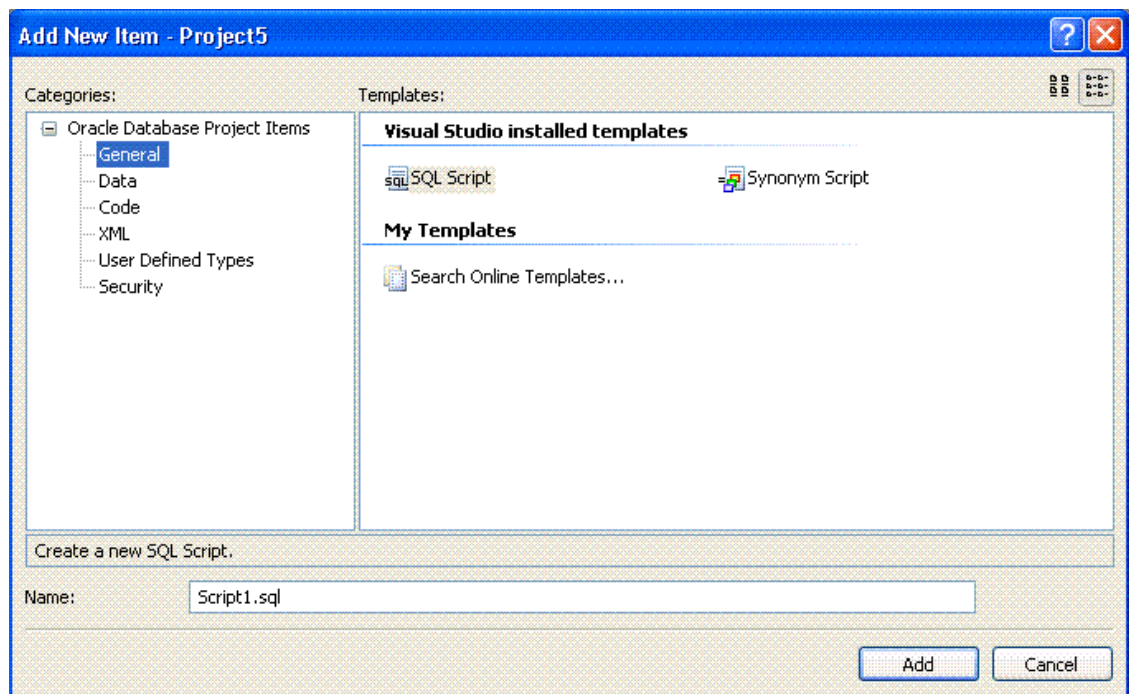 Add New Item - Project5
Categories:
Templates:
Oracle Database Project Items
General
Data
Code
XML
User Defined Types
Security
Visual Studio installed templates
SQL Script
Synonym Script
My Templates
Search Online Templates...
Create a new SQL Script.
Name:
Script1.sql
Add
Cancel